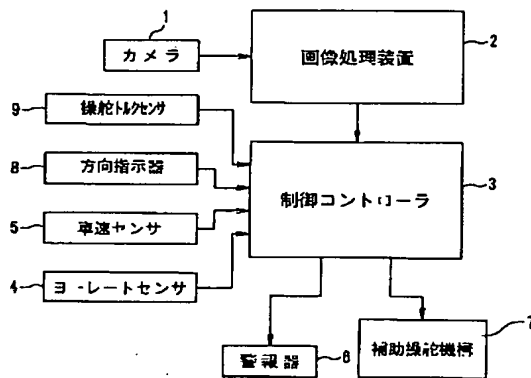 1
カメラ
2
画像処理装置
9
操舵トルクセンサ
8
方向指示器
5
車速センサ
4
ヨ-レートセンサ
3
制御コントローラ
警報器
6
補助操舵機構
7